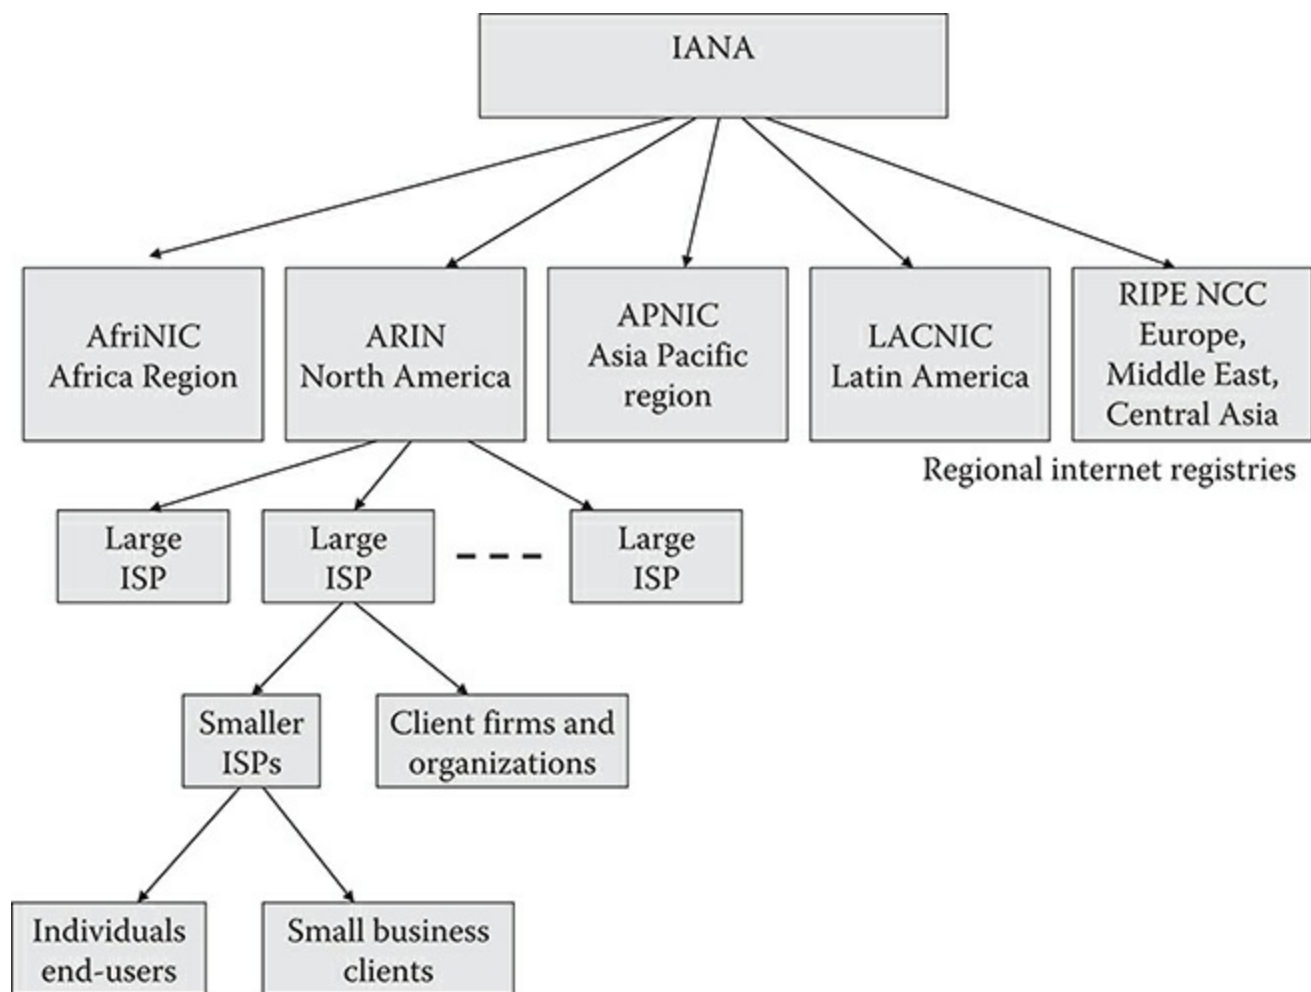 IANA
AfriNIC
Africa Region
ARIN
North America
APNIC
Asia Pacific
region
LACNIC
Latin America
RIPE NCC
Europe,
Middle East,
Central Asia
Regional internet registries
Large
ISP
Large
ISP
Large
ISP
Smaller
ISPs
Client firms and
organizations
Individuals
end-users
Small business
clients